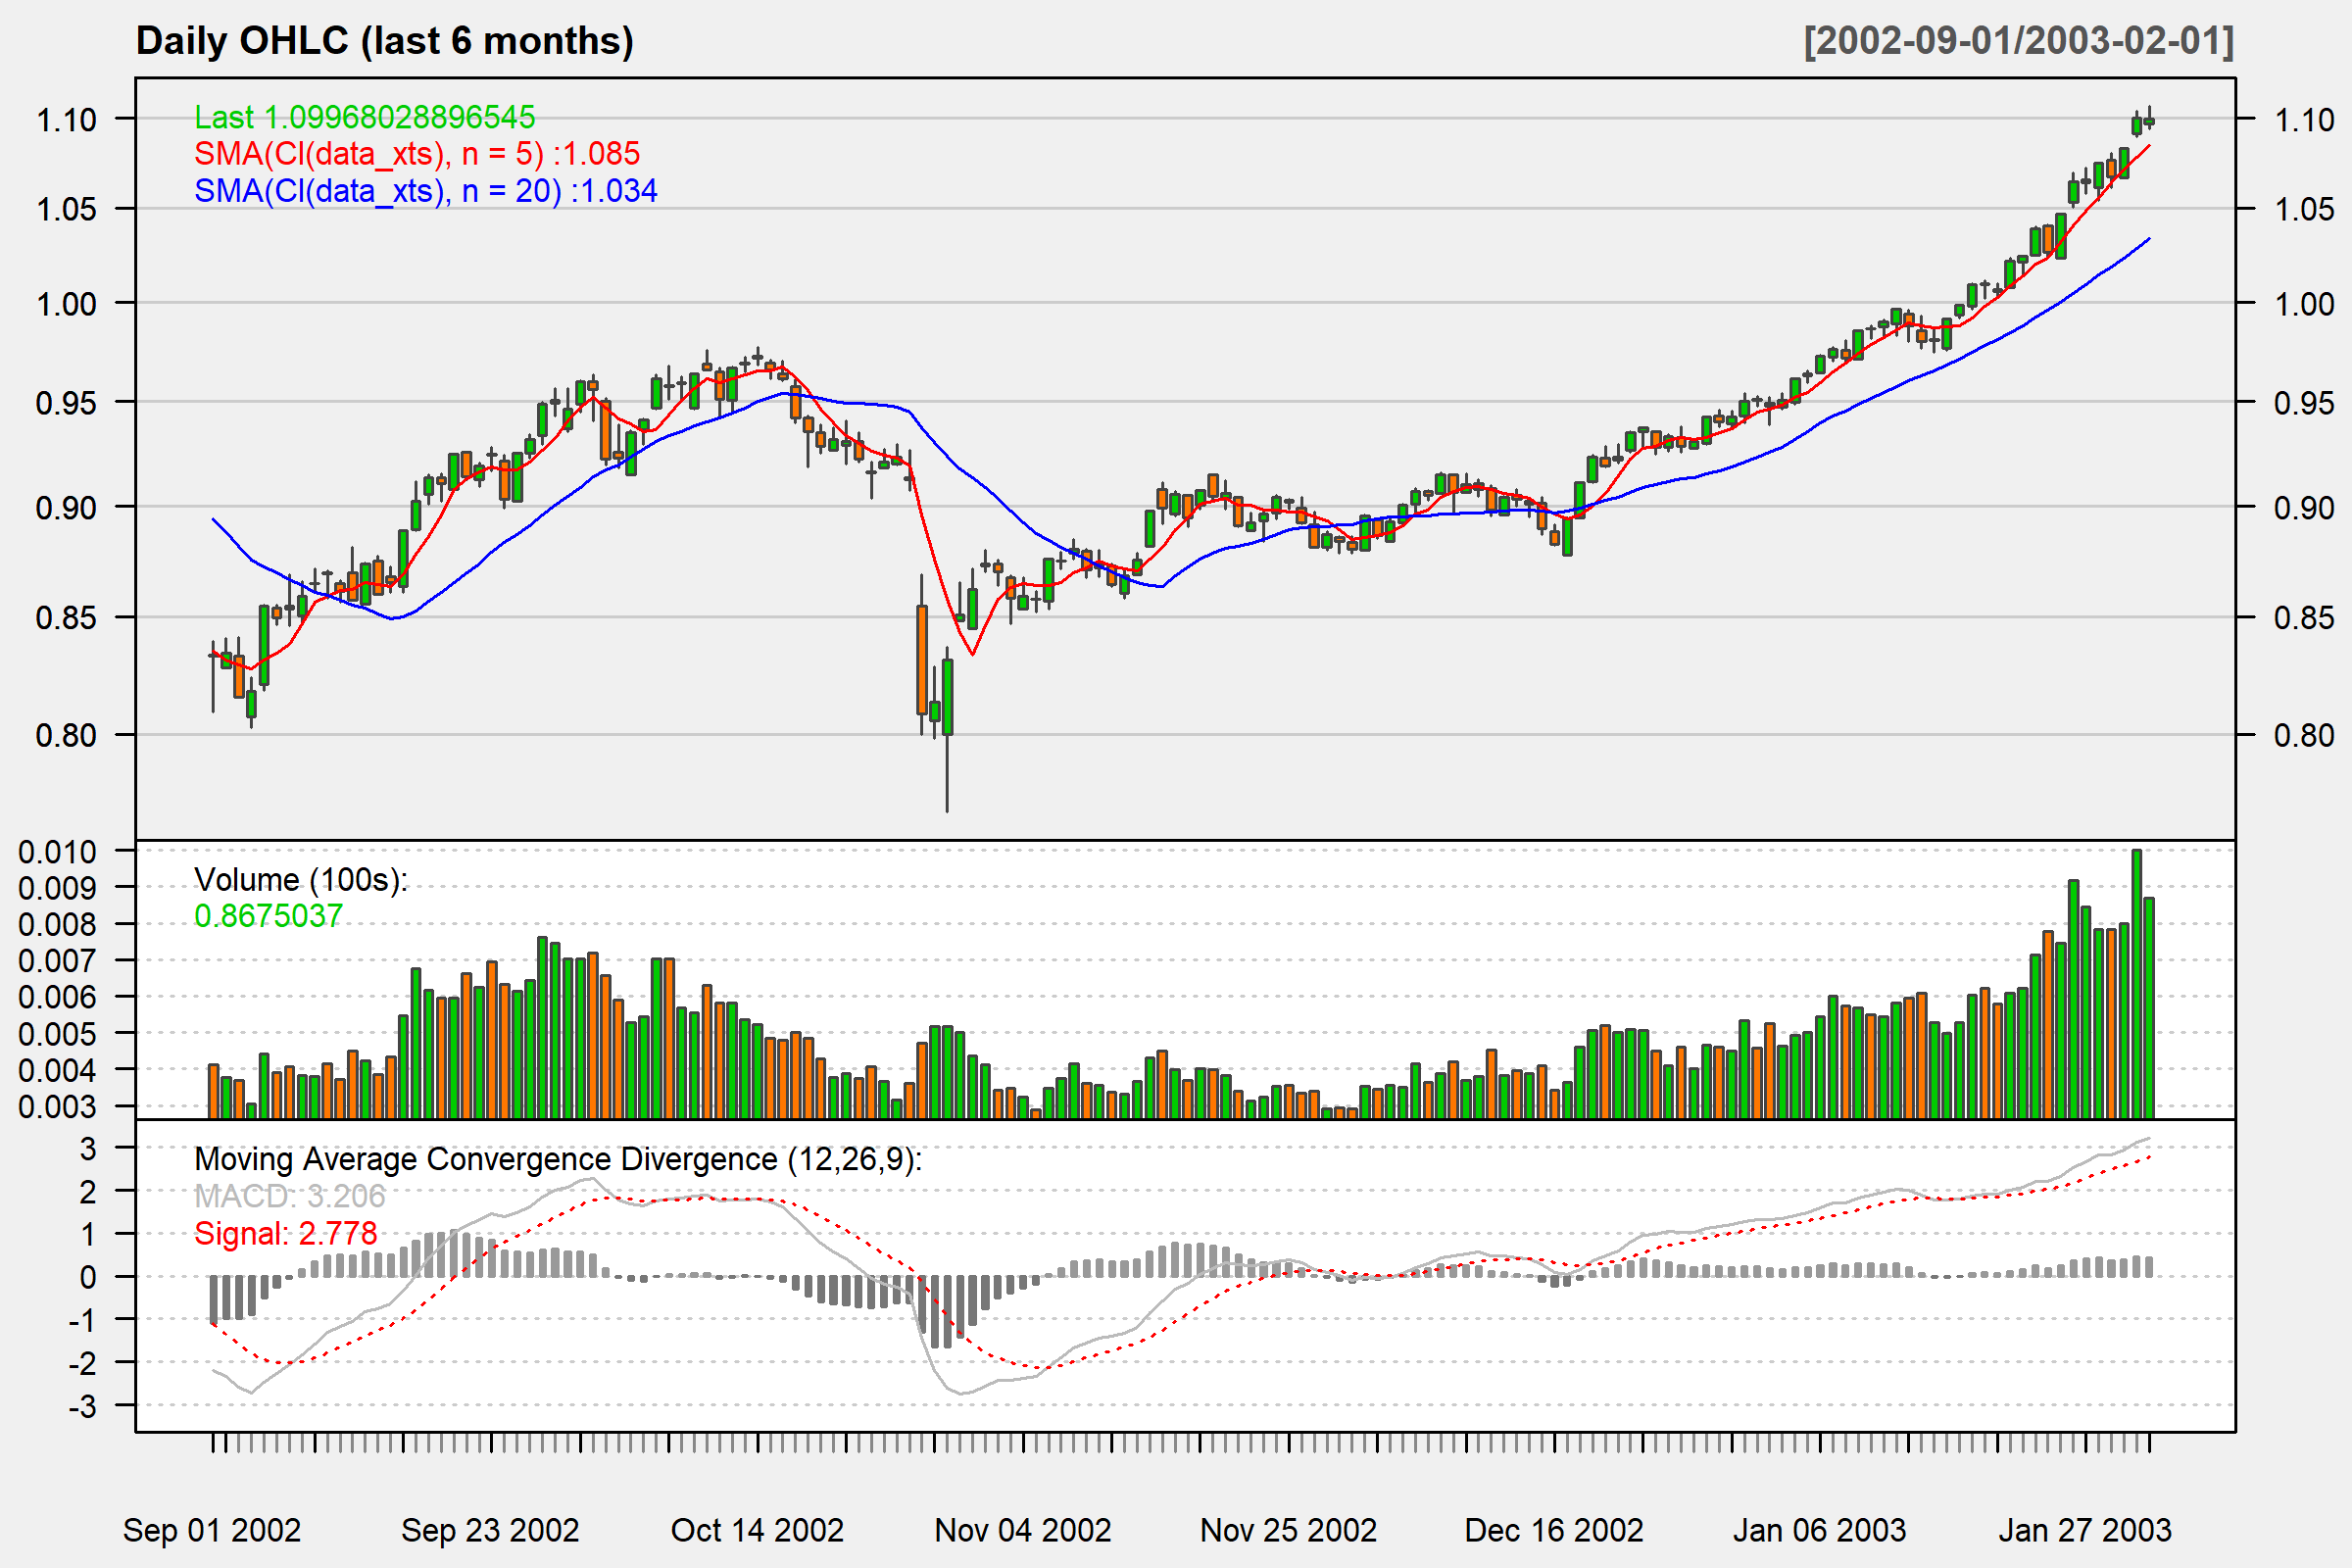 Daily OHLC (last 6 months) [2002-09-01/2003-02-01]
Last 1.09968028896545
SMA(Cl(data_xts), n = 5) :1.085
SMA(Cl(data_xts), n = 20) :1.034
1.10 1.10
1.05 1.05
1.00 1.00
0.95 0.95
0.90 0.90
0.85 0.85
0.80 0.80
Volume (100s):
0.8675037
0.010
0.009
0.008
0.007
0.006
0.005
0.004
0.003
Moving Average Convergence Divergence (12,26,9):
MACD: 3.206
Signal: 2.778
3
2
1
0
-1
-2
-3
Sep 01 2002 Sep 23 2002 Oct 14 2002 Nov 04 2002 Nov 25 2002 Dec 16 2002 Jan 06 2003 Jan 27 2003